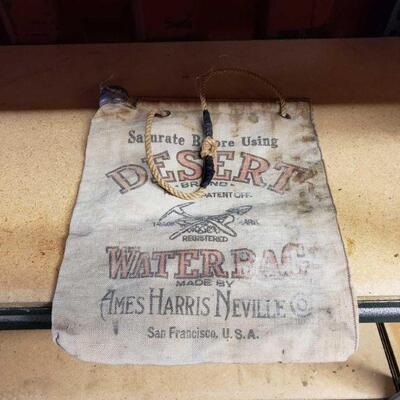 Saturate Before Using
DESERT
BRAND
PATENT OFF.
TRADE MARK
REGISTERED
WATER BAG
MADE BY
AMES HARRIS NEVILLE CO
San Francisco, U.S.A.